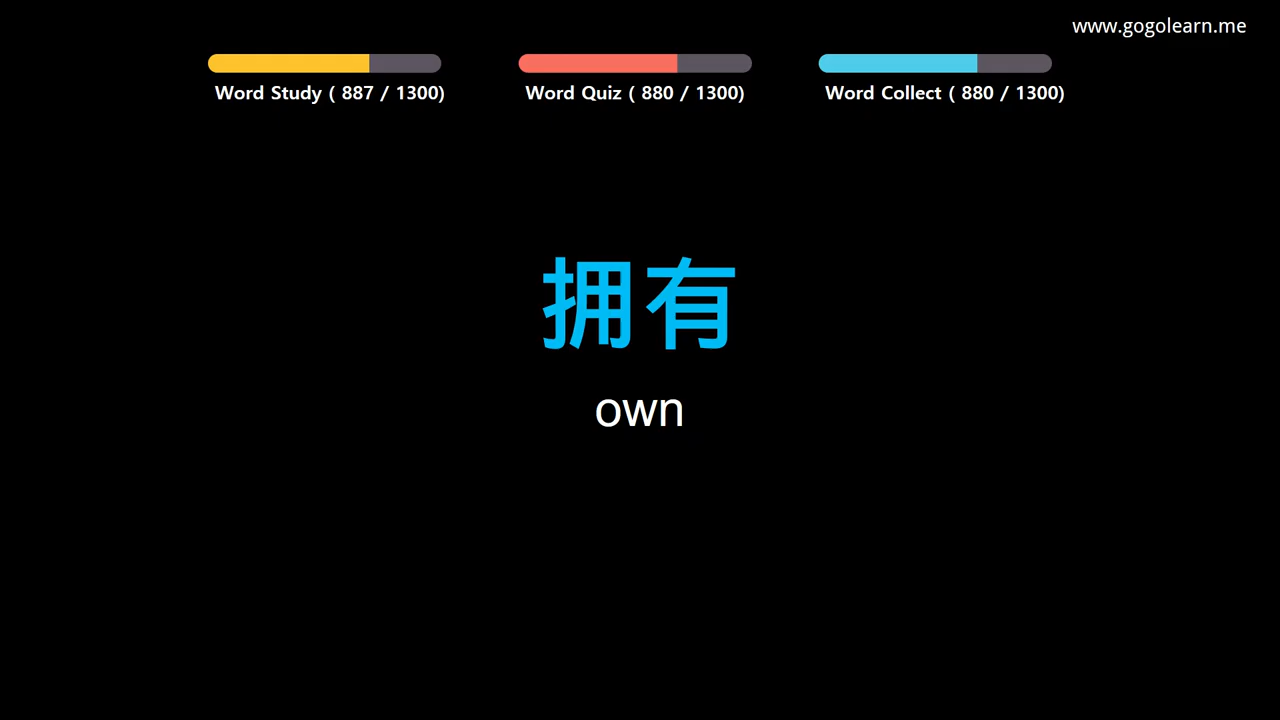 www.gogolearn.me
Word Study ( 887 / 1300)
Word Quiz ( 880 / 1300)
Word Collect ( 880 / 1300)
拥有
own